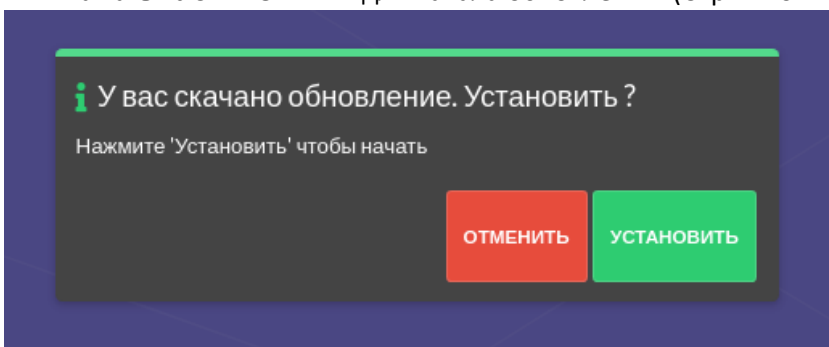 У вас скачано обновление. Установить ?
Нажмите 'Установить' чтобы начать
ОТМЕНИТЬ УСТАНОВИТЬ